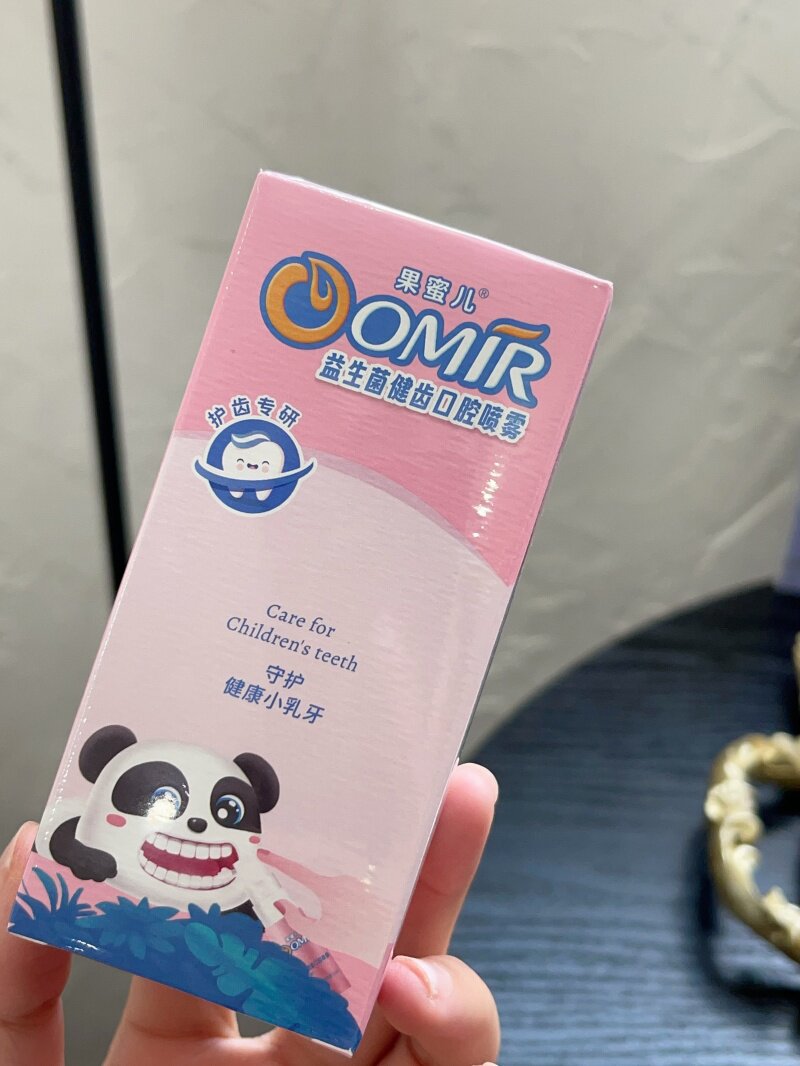 果蜜儿®
OOMIR
益生菌健齿口腔喷雾
护齿专研
Care for
Children's teeth
守护
健康小乳牙